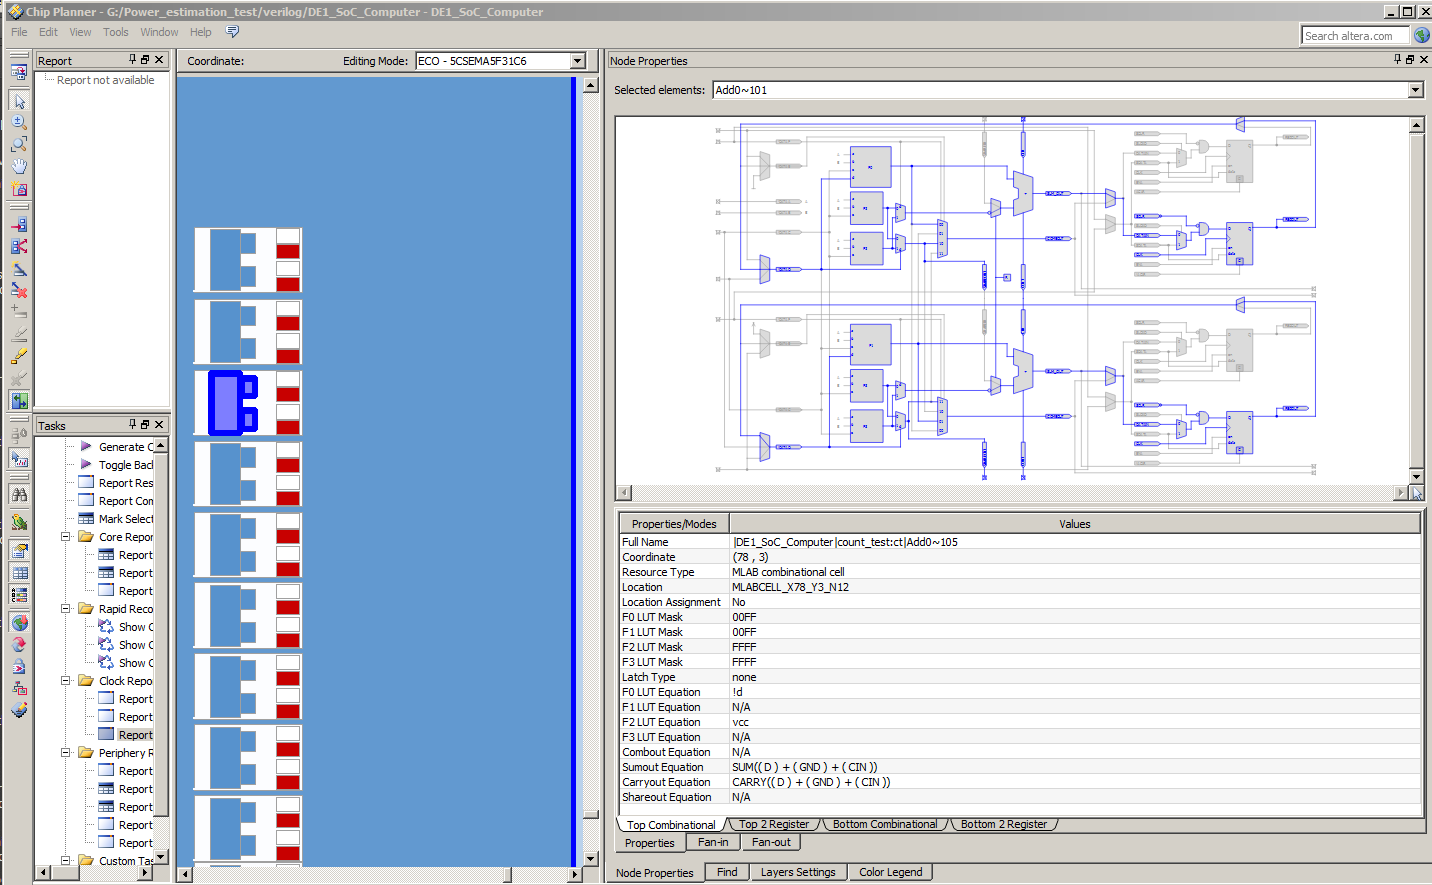 Chip Planner - G:/Power_estimation_test/verilog/DE1_SoC_Computer - DE1_SoC_Computer
File Edit View Tools Window Help
Search altera.com
Report
Report not available
Coordinate:
Editing Mode: ECO - 5CSEMA5F31C6
Node Properties
Selected elements: Add0~101
Tasks
Generate C
Toggle Bac
Report Res
Report Con
Mark Select
Core Repor
Report
Report
Report
Rapid Reco
Show C
Show C
Show C
Clock Repo
Report
Report
Report
Periphery R
Report
Report
Report
Report
Report
Custom Tas
Properties/Modes Values
Full Name |DE1_SoC_Computer|count_test:ct|Add0~105
Coordinate (78 , 3)
Resource Type MLAB combinational cell
Location MLABCELL_X78_Y3_N12
Location Assignment No
F0 LUT Mask 00FF
F1 LUT Mask 00FF
F2 LUT Mask FFFF
F3 LUT Mask FFFF
Latch Type none
F0 LUT Equation !d
F1 LUT Equation N/A
F2 LUT Equation vcc
F3 LUT Equation N/A
Combout Equation N/A
Sumout Equation SUM(( D ) + ( GND ) + ( CIN ))
Carryout Equation CARRY(( D ) + ( GND ) + ( CIN ))
Shareout Equation N/A
Top Combinational Top 2 Register Bottom Combinational Bottom 2 Register
Properties Fan-in Fan-out
Node Properties Find Layers Settings Color Legend